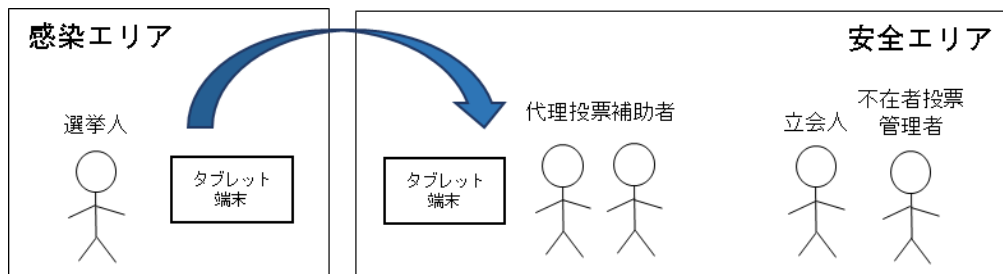 感染エリア
選挙人
タブレット
端末
安全エリア
タブレット
端末
代理投票補助者
立会人
不在者投票
管理者